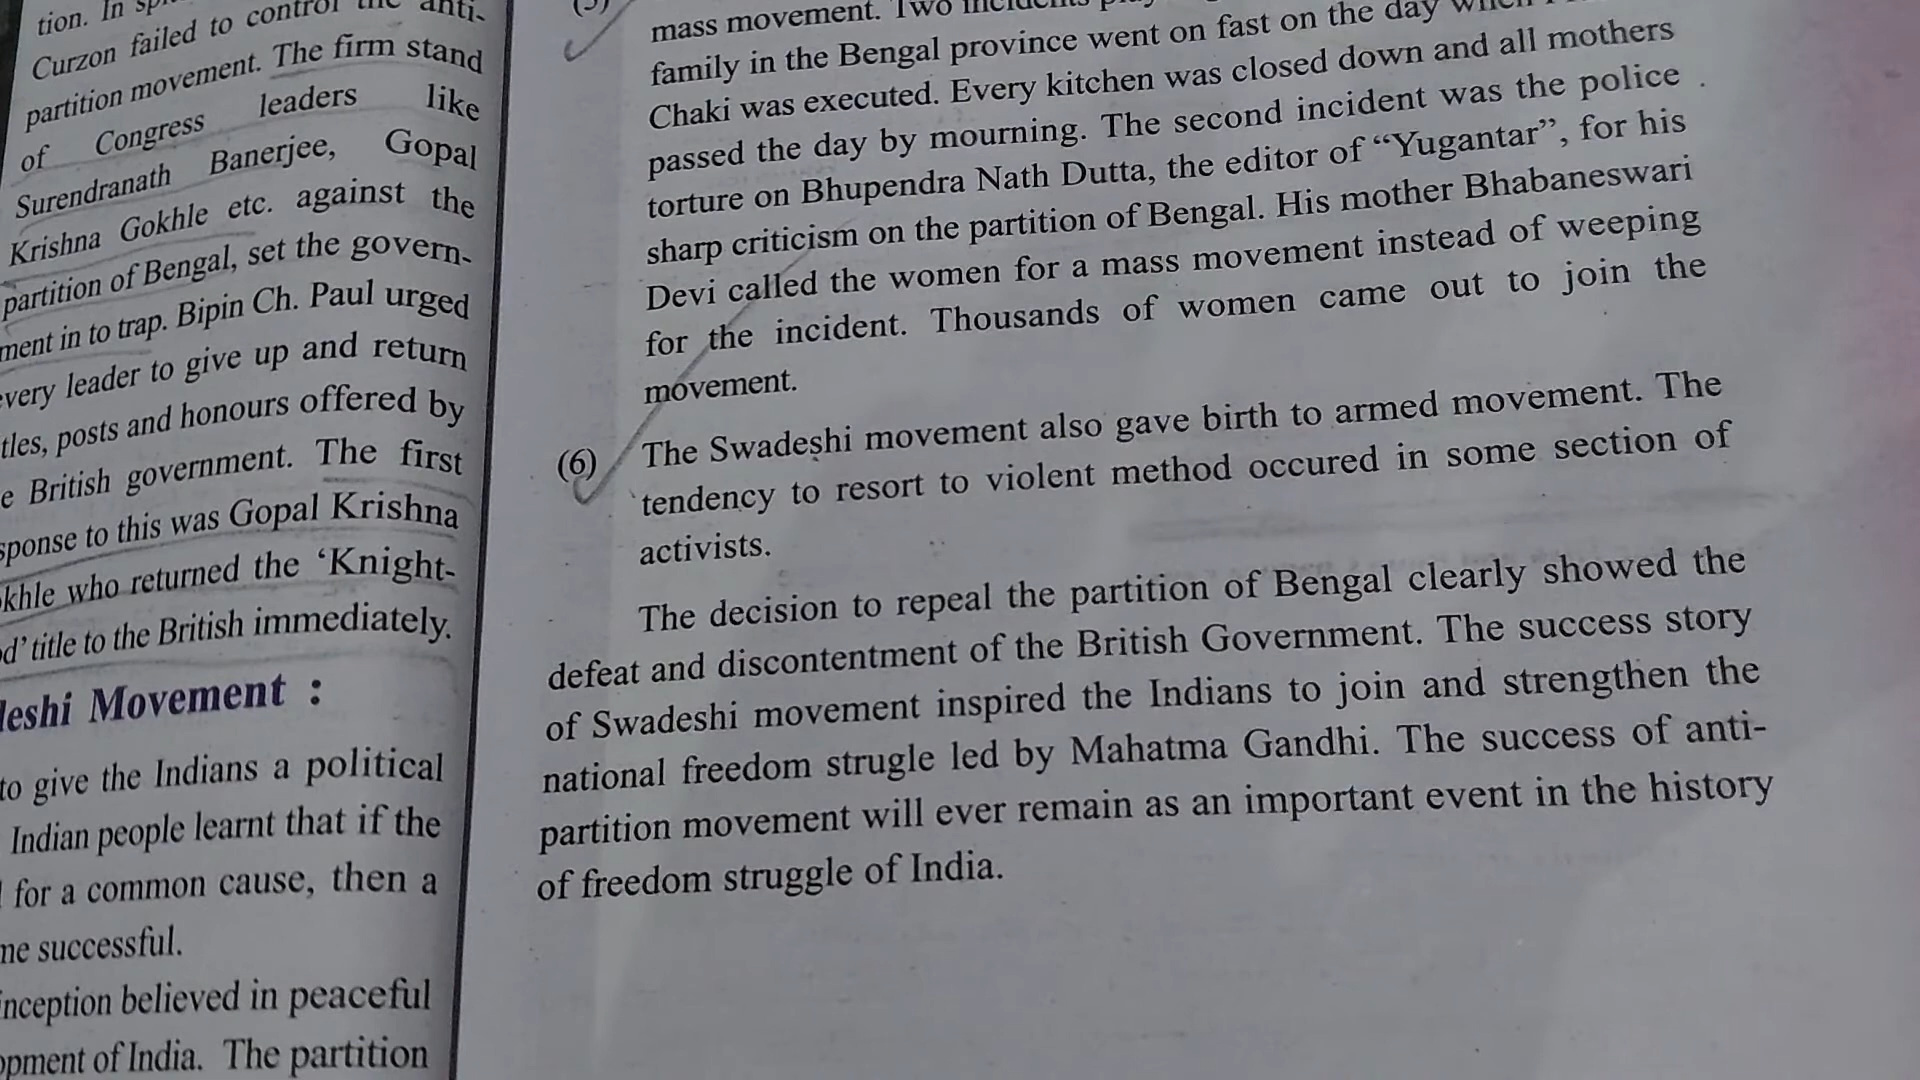 tion. In
Curzon failed to control the anti-
partition movement. The firm stand
of Congress leaders like
Surendranath Banerjee, Gopal
Krishna Gokhle etc. against the
partition of Bengal, set the govern-
ment in to trap. Bipin Ch. Paul urged
every leader to give up and return
tles, posts and honours offered by
e British government. The first
sponse to this was Gopal Krishna
okhle who returned the ‘Knight-
d’ title to the British immediately.
deshi Movement :
to give the Indians a political
Indian people learnt that if the
for a common cause, then a
me successful.
inception believed in peaceful
opment of India. The partition
mass movement. Two incidents
family in the Bengal province went on fast on the day when
Chaki was executed. Every kitchen was closed down and all mothers
passed the day by mourning. The second incident was the police
torture on Bhupendra Nath Dutta, the editor of “Yugantar”, for his
sharp criticism on the partition of Bengal. His mother Bhabaneswari
Devi called the women for a mass movement instead of weeping
for the incident. Thousands of women came out to join the
movement.
(6) The Swadeshi movement also gave birth to armed movement. The
tendency to resort to violent method occured in some section of
activists.
The decision to repeal the partition of Bengal clearly showed the
defeat and discontentment of the British Government. The success story
of Swadeshi movement inspired the Indians to join and strengthen the
national freedom strugle led by Mahatma Gandhi. The success of anti-
partition movement will ever remain as an important event in the history
of freedom struggle of India.